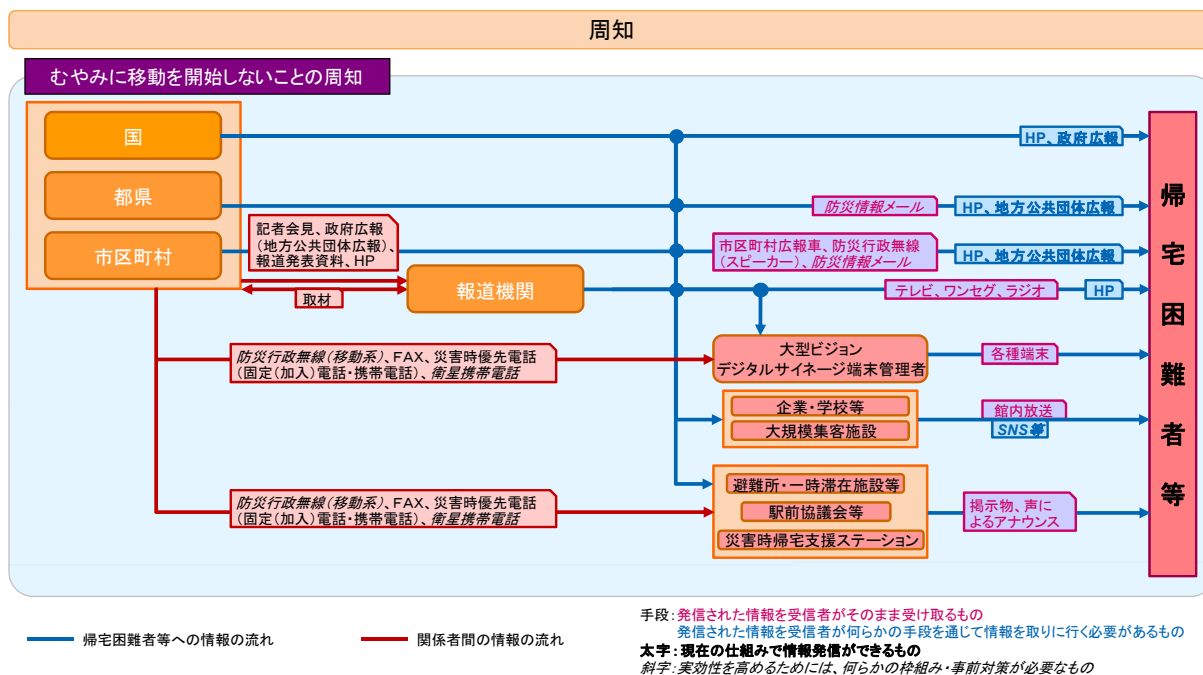 周知
むやみに移動を開始しないことの周知
国
HP、政府広報
都県
防災情報メール
HP、地方公共団体広報
市区町村
記者会見、政府広報
(地方公共団体広報)、
報道発表資料、HP
市区町村広報車、防災行政無線
(スピーカー)、防災情報メール
HP、地方公共団体広報
取材
報道機関
テレビ、ワンセグ、ラジオ
HP
防災行政無線(移動系)、FAX、災害時優先電話
(固定(加入)電話・携帯電話)、衛星携帯電話
大型ビジョン
デジタルサイネージ端末管理者
各種端末
企業・学校等
大規模集客施設
館内放送
SNS等
防災行政無線(移動系)、FAX、災害時優先電話
(固定(加入)電話・携帯電話)、衛星携帯電話
避難所・一時滞在施設等
駅前協議会等
災害時帰宅支援ステーション
掲示物、声に
よるアナウンス
帰宅困難者等
帰宅困難者等への情報の流れ
関係者間の情報の流れ
手段:発信された情報を受信者がそのまま受け取るもの
発信された情報を受信者が何らかの手段を通じて情報を取りに行く必要があるもの
太字:現在の仕組みで情報発信ができるもの
斜字:実効性を高めるためには、何らかの枠組み・事前対策が必要なもの